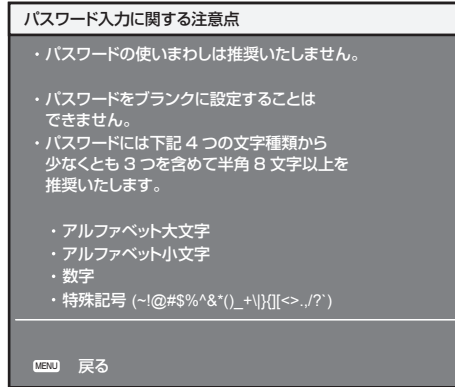 パスワード入力に関する注意点
・パスワードの使いまわしは推奨いたしません。
・パスワードをブランクに設定することは
できません。
・パスワードには下記 4 つの文字種類から
少なくとも 3 つを含めて半角 8 文字以上を
推奨いたします。
・アルファベット大文字
・アルファベット小文字
・数字
・特殊記号 (~!@#$%^&*()_+\|}{][<>.,/?`)
MENU 戻る